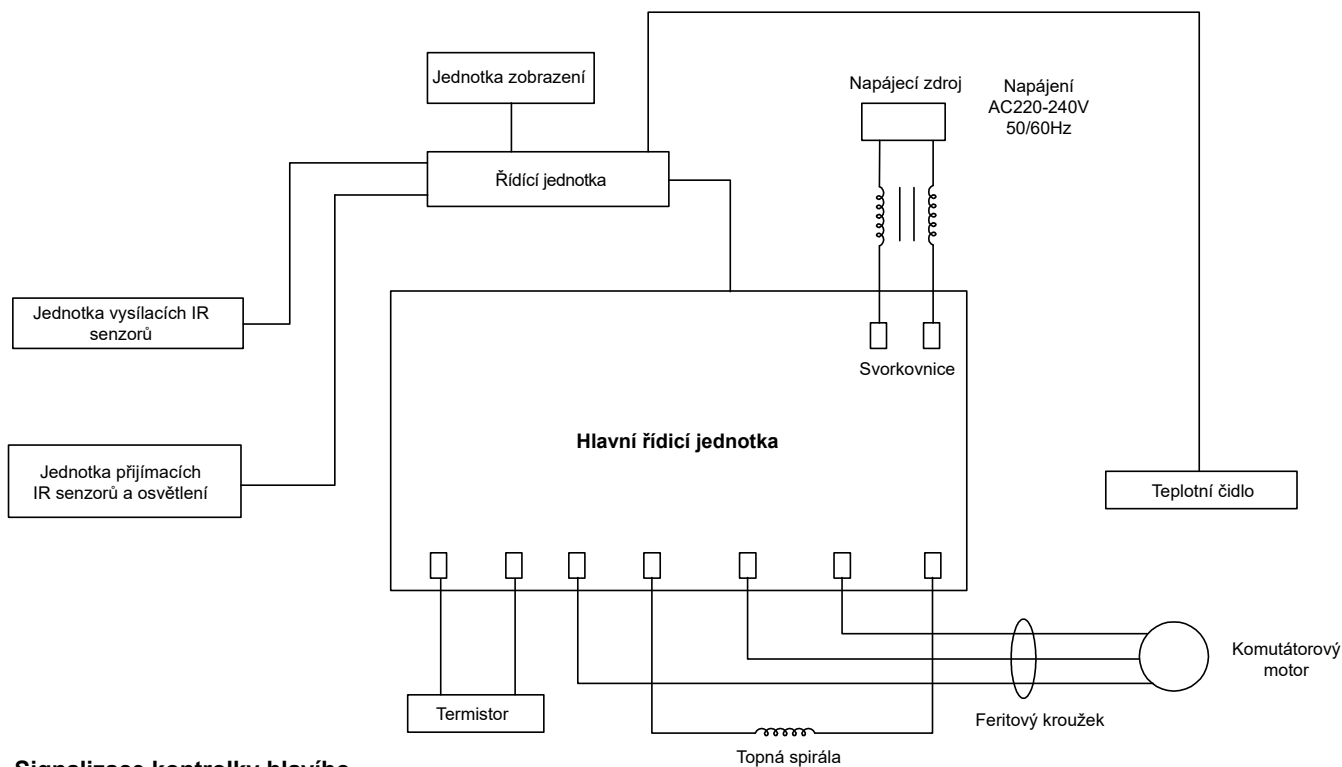 Jednotka zobrazení
Napájecí zdroj
Napájení
AC220-240V
50/60Hz
Řídící jednotka
Jednotka vysílacích IR
senzorů
Svorkovnice
Hlavní řídicí jednotka
Jednotka přijímacích
IR senzorů a osvětlení
Teplotní čidlo
Komutátorový
motor
Termistor
Feritový kroužek
Topná spirála